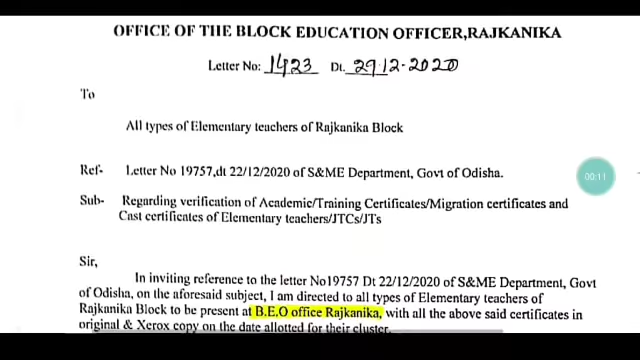 OFFICE OF THE BLOCK EDUCATION OFFICER,RAJKANIKA
Letter No: 1423 Dt. 29.12.2020
To
All types of Elementary teachers of Rajkanika Block
Ref- Letter No 19757,dt 22/12/2020 of S&ME Department, Govt of Odisha.
00:11
Sub- Regarding verification of Academic/Training Certificates/Migration certificates and
Cast certificates of Elementary teachers/JTCs/JTs
Sir,
In inviting reference to the letter No19757 Dt 22/12/2020 of S&ME Department, Govt
of Odisha, on the aforesaid subject, I am directed to all types of Elementary teachers of
Rajkanika Block to be present at B.E.O office Rajkanika, with all the above said certificates in
original & Xerox copy on the date allotted for their cluster.